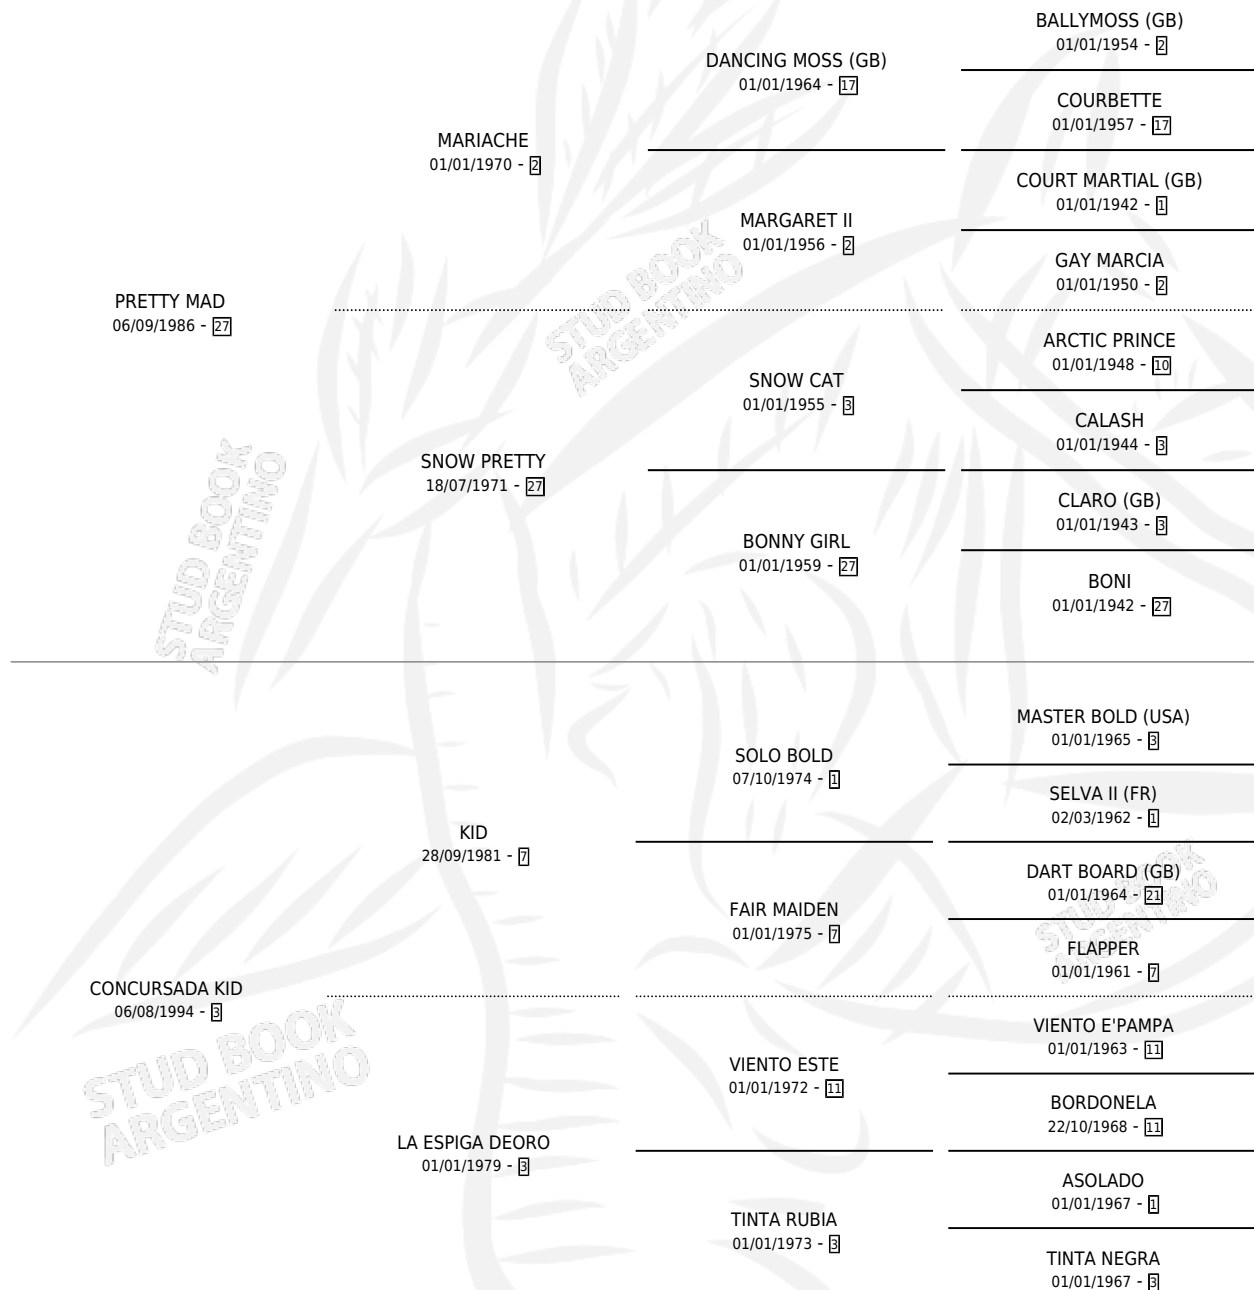 BALLYMOSS (GB)
01/01/1954 - 2
DANCING MOSS (GB)
01/01/1964 - 17
COURBETTE
01/01/1957 - 17
MARIACHE
01/01/1970 - 2
COURT MARTIAL (GB)
01/01/1942 - 1
MARGARET II
01/01/1956 - 2
GAY MARCIA
01/01/1950 - 2
PRETTY MAD
06/09/1986 - 27
ARCTIC PRINCE
01/01/1948 - 10
SNOW CAT
01/01/1955 - 3
CALASH
01/01/1944 - 3
SNOW PRETTY
18/07/1971 - 27
CLARO (GB)
01/01/1943 - 3
BONNY GIRL
01/01/1959 - 27
BONI
01/01/1942 - 27
MASTER BOLD (USA)
01/01/1965 - 3
SOLO BOLD
07/10/1974 - 1
SELVA II (FR)
02/03/1962 - 1
KID
28/09/1981 - 7
DART BOARD (GB)
01/01/1964 - 21
FAIR MAIDEN
01/01/1975 - 7
FLAPPER
01/01/1961 - 7
CONCURSADA KID
06/08/1994 - 3
VIENTO E'PAMPA
01/01/1963 - 11
VIENTO ESTE
01/01/1972 - 11
BORDONELA
22/10/1968 - 11
LA ESPIGA DEORO
01/01/1979 - 3
ASOLADO
01/01/1967 - 1
TINTA RUBIA
01/01/1973 - 3
TINTA NEGRA
01/01/1967 - 3
STUD BOOK
ARGENTINO
STUD BOOK
ARGENTINO
STUD BOOK
ARGENTINO
STUD BOOK
ARGENTINO